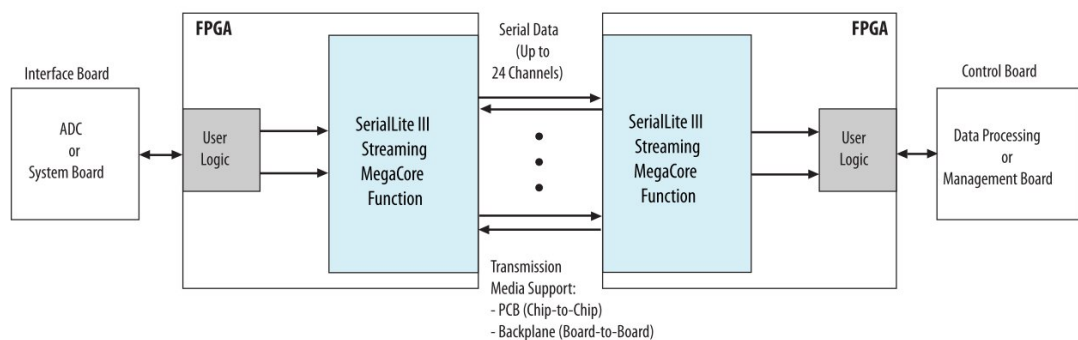 FPGA
Serial Data
(Up to
24 Channels)
FPGA
Interface Board
Control Board
ADC
or
System Board
User
Logic
SerialLite III
Streaming
MegaCore
Function
SerialLite III
Streaming
MegaCore
Function
User
Logic
Data Processing
or
Management Board
Transmission
Media Support:
- PCB (Chip-to-Chip)
- Backplane (Board-to-Board)